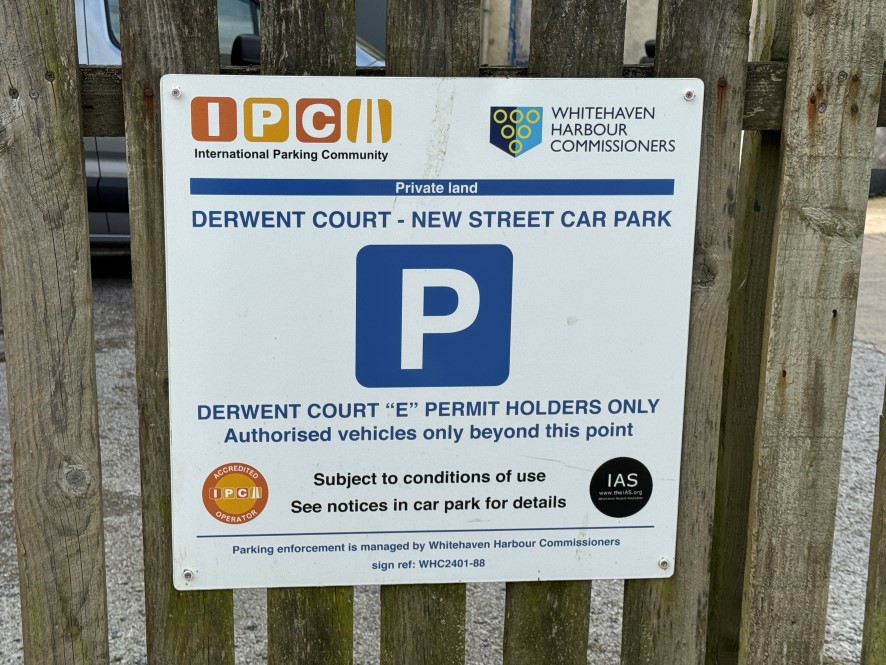 IPC
International Parking Community
WHITEHAVEN
HARBOUR
COMMISSIONERS
Private land
DERWENT COURT - NEW STREET CAR PARK
P
DERWENT COURT “E” PERMIT HOLDERS ONLY
Authorised vehicles only beyond this point
ACCREDITED
IPC
OPERATOR
Subject to conditions of use
See notices in car park for details
IAS
www.theIAS.org
Parking enforcement is managed by Whitehaven Harbour Commissioners
sign ref: WHC2401-88